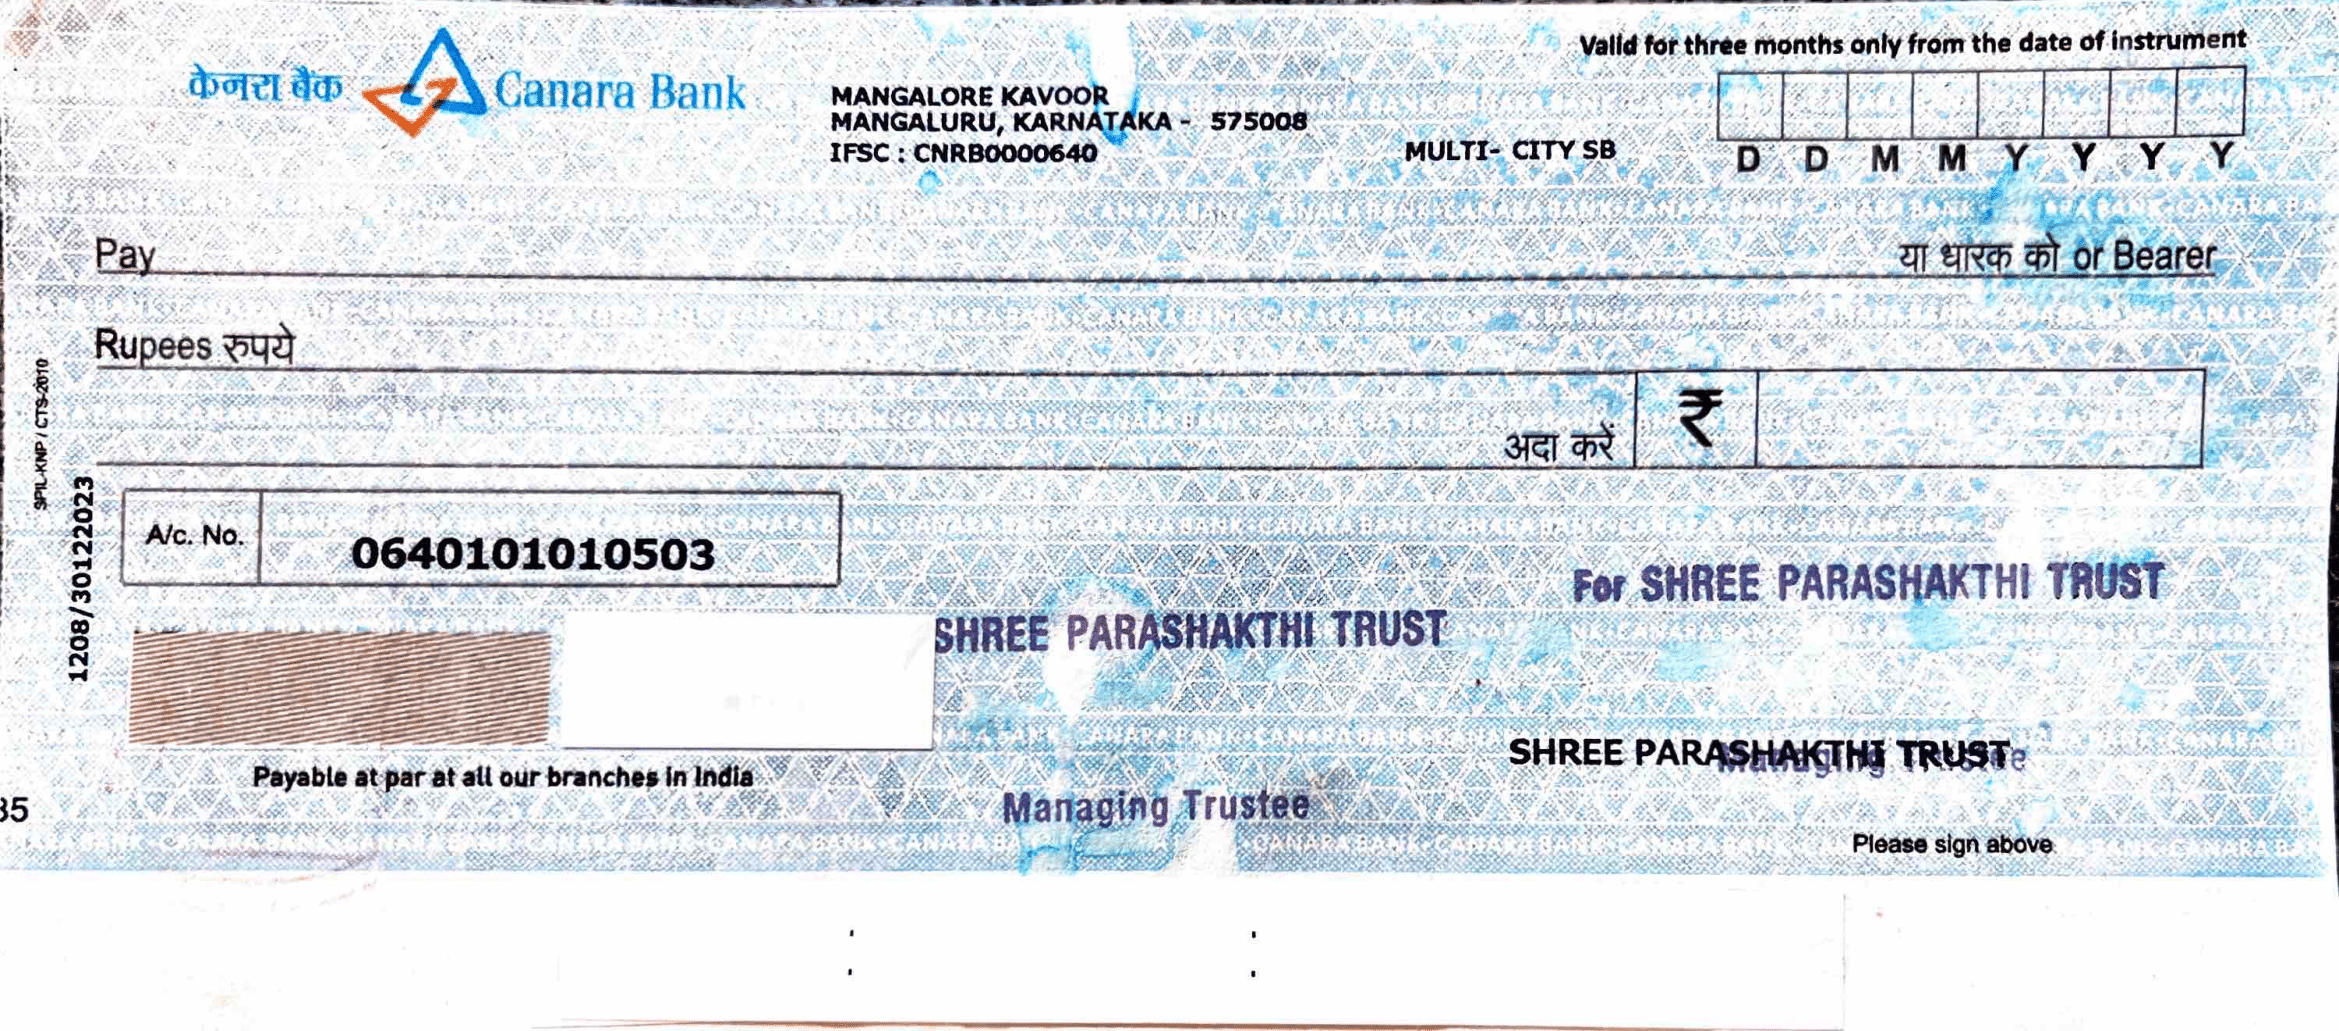 Valid for three months only from the date of instrument
केनरा बैंक Canara Bank
MANGALORE KAVOOR
MANGALURU, KARNATAKA - 575008
IFSC : CNRB0000640
MULTI- CITY SB
D D M M Y Y Y Y
Pay या धारक को or Bearer
Rupees रुपये
अदा करें ₹
SPIL-KNP / CTS-2010
1208/30122023
A/c. No. 0640101010503
For SHREE PARASHAKTHI TRUST
SHREE PARASHAKTHI TRUST
SHREE PARASHAKTHI TRUST
Managing Trustee
Payable at par at all our branches in India
Managing Trustee
35
Please sign above